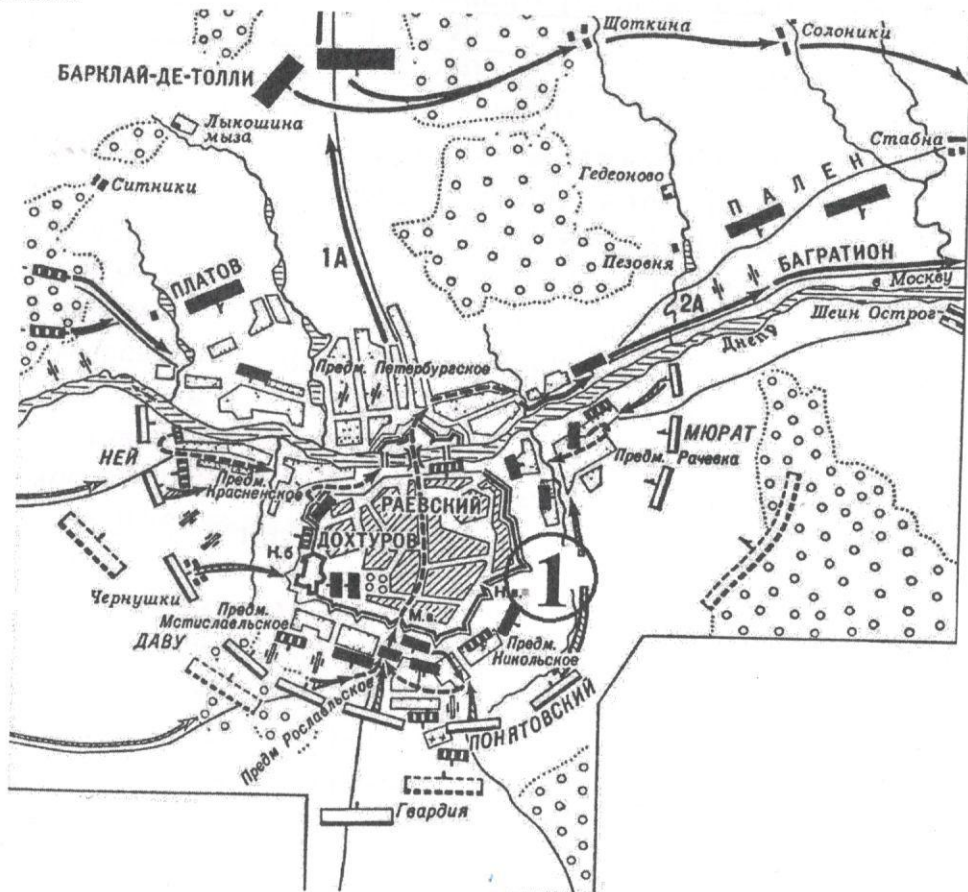 Щоткина
Солоники
БАРКЛАЙ-ДЕ-ТОЛЛИ
Лыкошина
мыза
Стабна
Ситники
Гедеоново
ПАЛЕН
1А
Пезовня
БАГРАТИОН
ПЛАТОВ
2А
в Москву
Шеин Острог
Днепр
Предм. Петербургское
МЮРАТ
НЕЙ
Предм. Рачевка
Предм.
Красненское
РАЕВСКИЙ
ДОХТУРОВ
Н.б
1
Чернушки
Н.в.
Предм.
Мстиславльское
М.в.
Предм.
Никольское
ДАВУ
Предм Рославльское
ПОНЯТОВСКИЙ
Гвардия